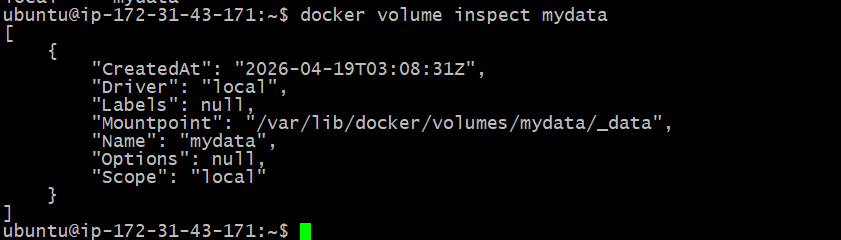 ubuntu@ip-172-31-43-171:~$ docker volume inspect mydata
[
    {
        "CreatedAt": "2026-04-19T03:08:31Z",
        "Driver": "local",
        "Labels": null,
        "Mountpoint": "/var/lib/docker/volumes/mydata/_data",
        "Name": "mydata",
        "Options": null,
        "Scope": "local"
    }
]
ubuntu@ip-172-31-43-171:~$